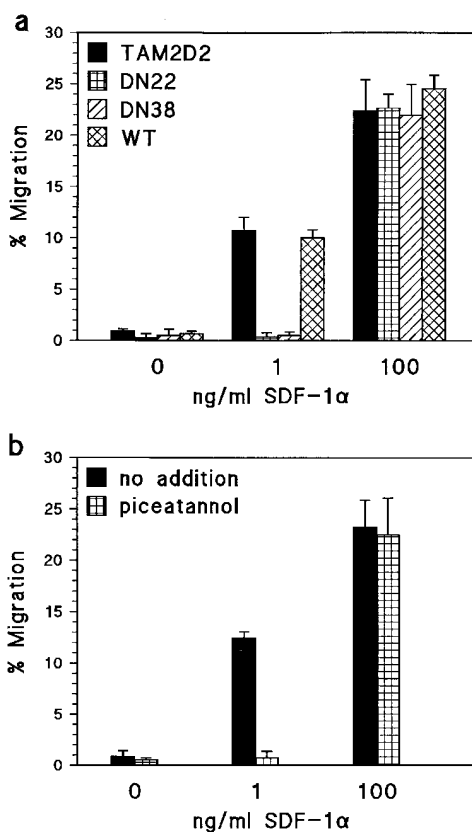 a
30
TAM2D2
25
DN22
DN38
20
WT
15
10
5
0
% Migration
0 1 100
ng/ml SDF-1α
b
30
no addition
25
piceatannol
20
15
10
5
0
% Migration
0 1 100
ng/ml SDF-1α